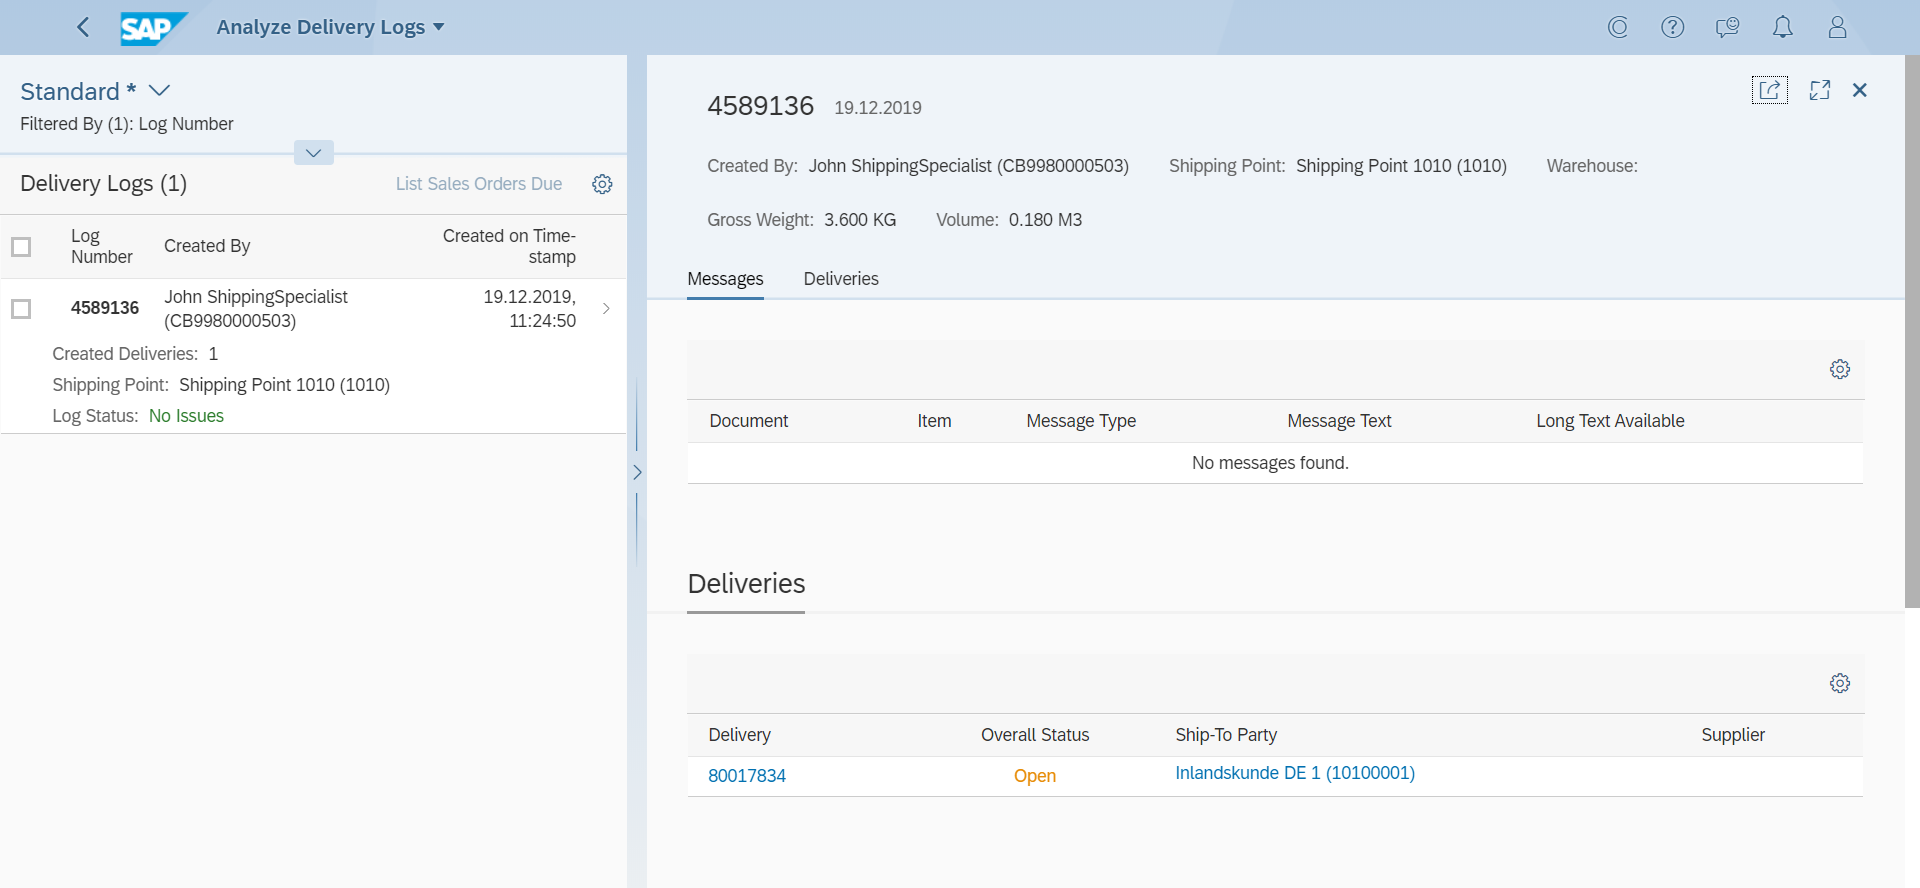 SAP Analyze Delivery Logs
Standard *
Filtered By (1): Log Number
Delivery Logs (1) List Sales Orders Due
Log Number Created By Created on Time-
stamp
4589136 John ShippingSpecialist (CB9980000503) 19.12.2019, 11:24:50
Created Deliveries: 1
Shipping Point: Shipping Point 1010 (1010)
Log Status: No Issues
4589136 19.12.2019
Created By: John ShippingSpecialist (CB9980000503) Shipping Point: Shipping Point 1010 (1010) Warehouse:
Gross Weight: 3.600 KG Volume: 0.180 M3
Messages Deliveries
Document Item Message Type Message Text Long Text Available
No messages found.
Deliveries
Delivery Overall Status Ship-To Party Supplier
80017834 Open Inlandskunde DE 1 (10100001)